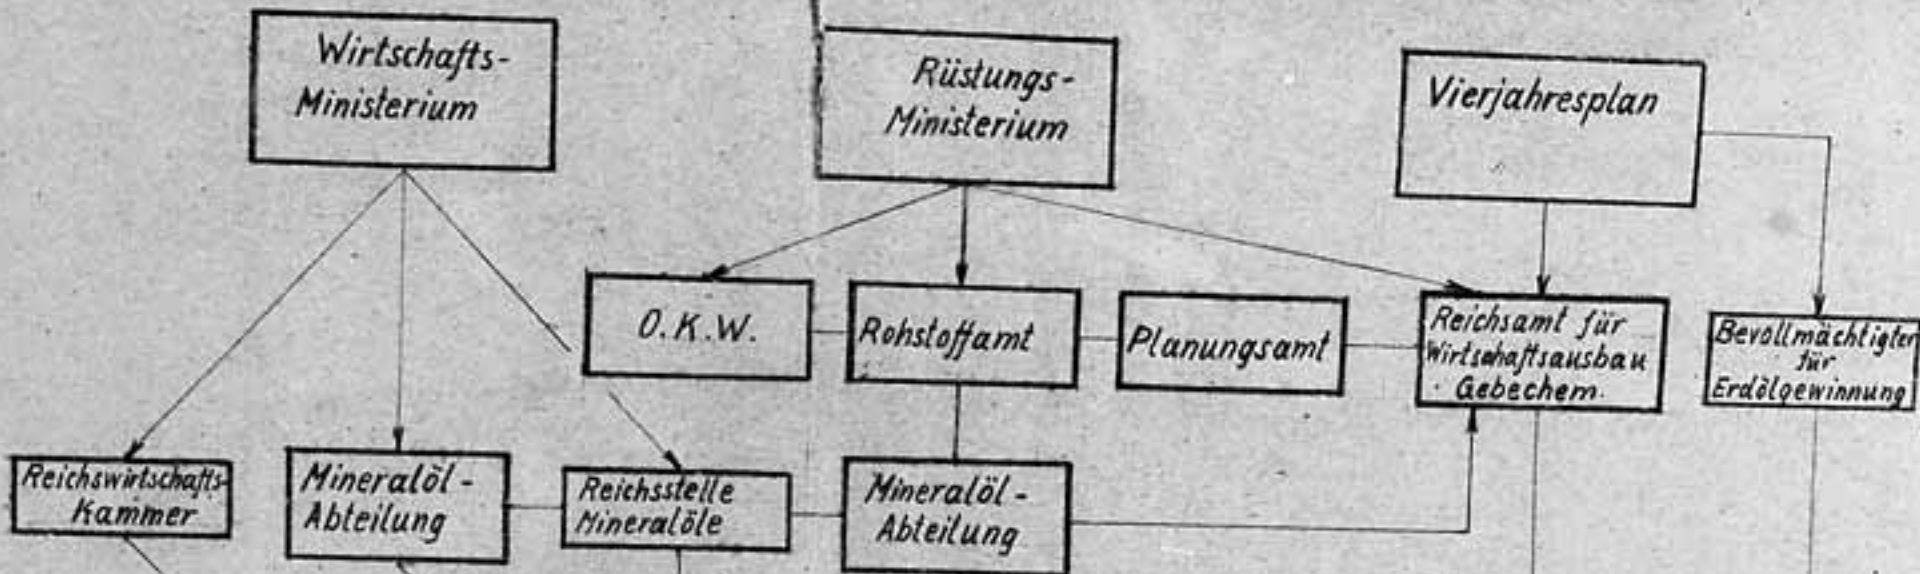 Wirtschafts-
Ministerium
Rüstungs-
Ministerium
Vierjahresplan
O.K.W.
Rohstoffamt
Planungsamt
Reichsamt für
Wirtschaftsausbau
Gebechem.
Bevollmächtigter
für
Erdölgewinnung
Reichswirtschafts-
Kammer
Mineralöl-
Abteilung
Reichsstelle
Mineralöle
Mineralöl-
Abteilung